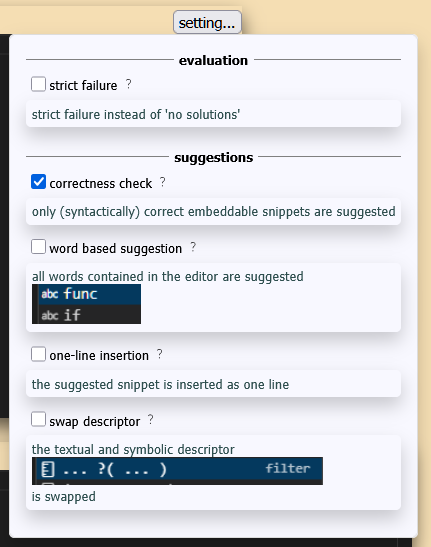 setting...
evaluation
strict failure ?
strict failure instead of 'no solutions'
suggestions
correctness check ?
only (syntactically) correct embeddable snippets are suggested
word based suggestion ?
all words contained in the editor are suggested
abc func
abc if
one-line insertion ?
the suggested snippet is inserted as one line
swap descriptor ?
the textual and symbolic descriptor
... ?( ... ) filter
is swapped